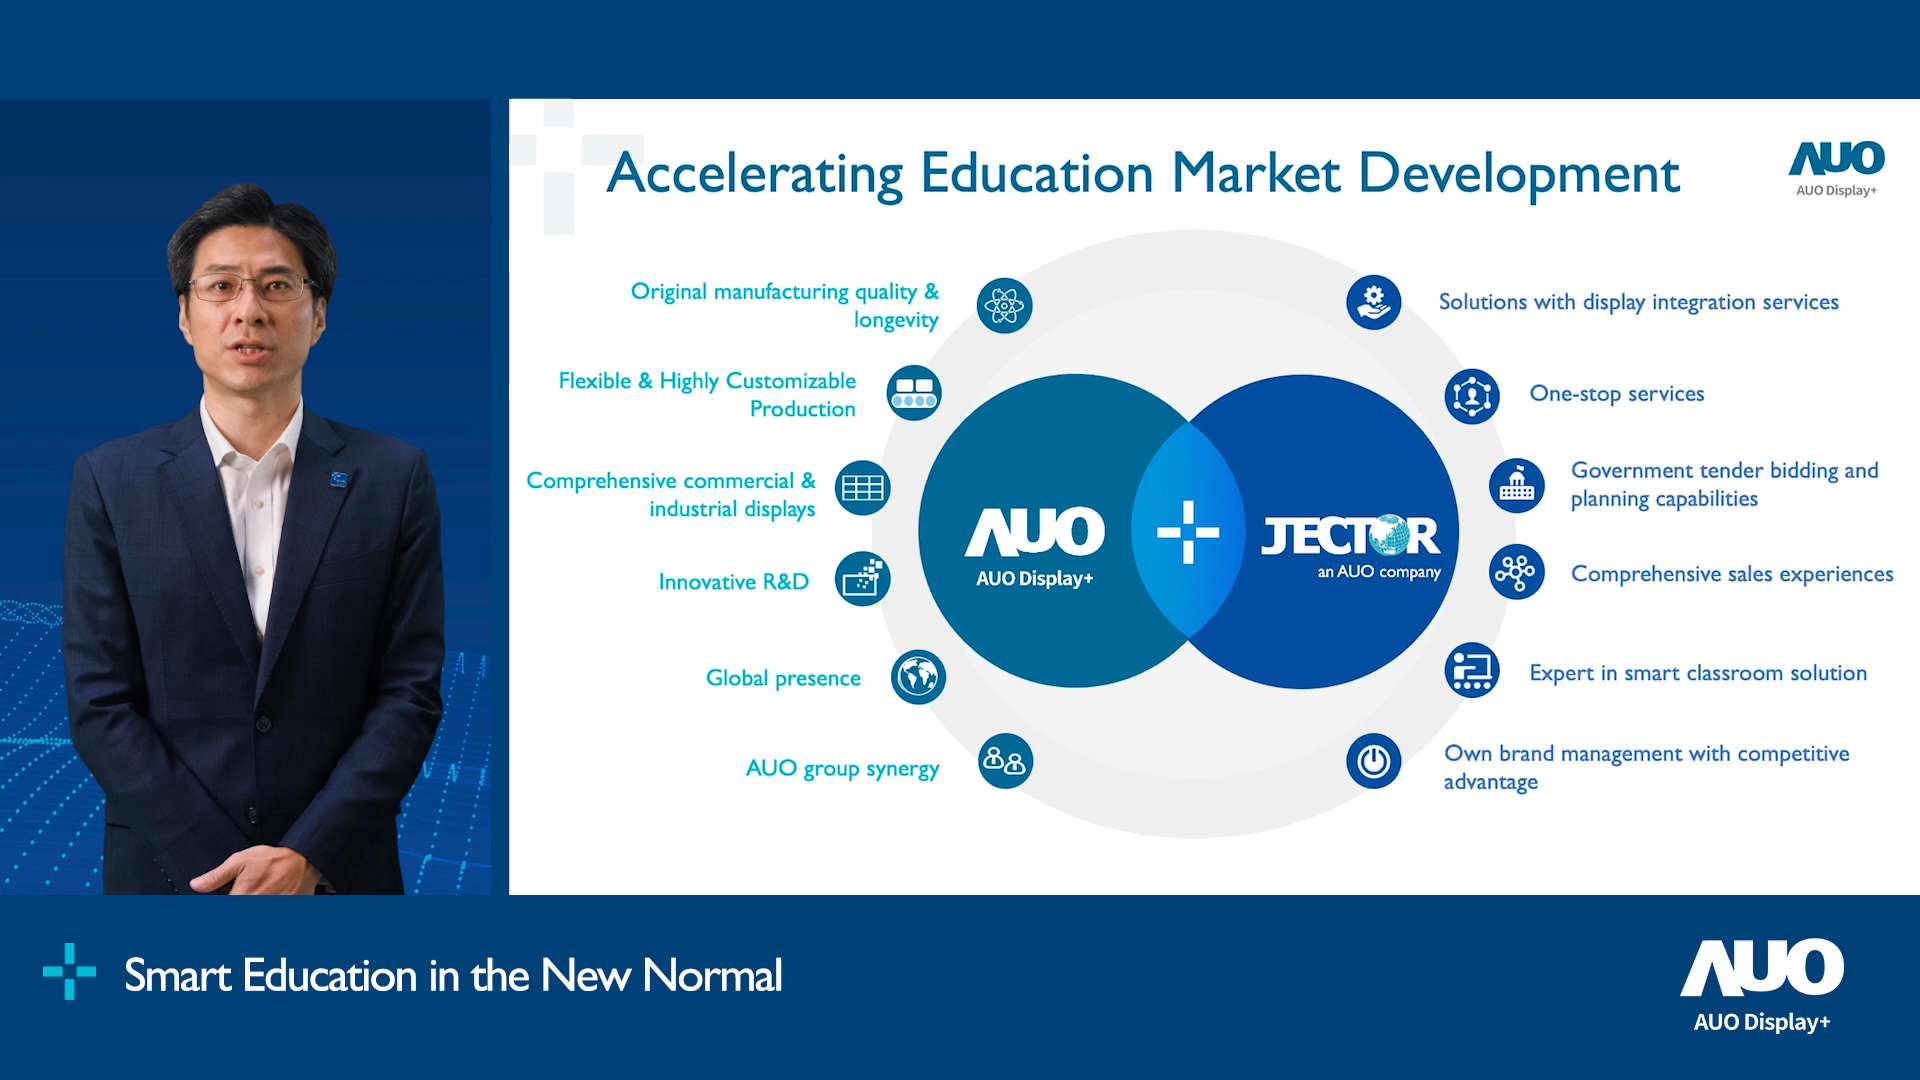 Accelerating Education Market Development
AUO
AUO Display+
Original manufacturing quality &
longevity
Flexible & Highly Customizable
Production
Comprehensive commercial &
industrial displays
Innovative R&D
Global presence
AUO group synergy
AUO
AUO Display+
JECTOR
an AUO company
Solutions with display integration services
One-stop services
Government tender bidding and
planning capabilities
Comprehensive sales experiences
Expert in smart classroom solution
Own brand management with competitive
advantage
Smart Education in the New Normal
AUO
AUO Display+